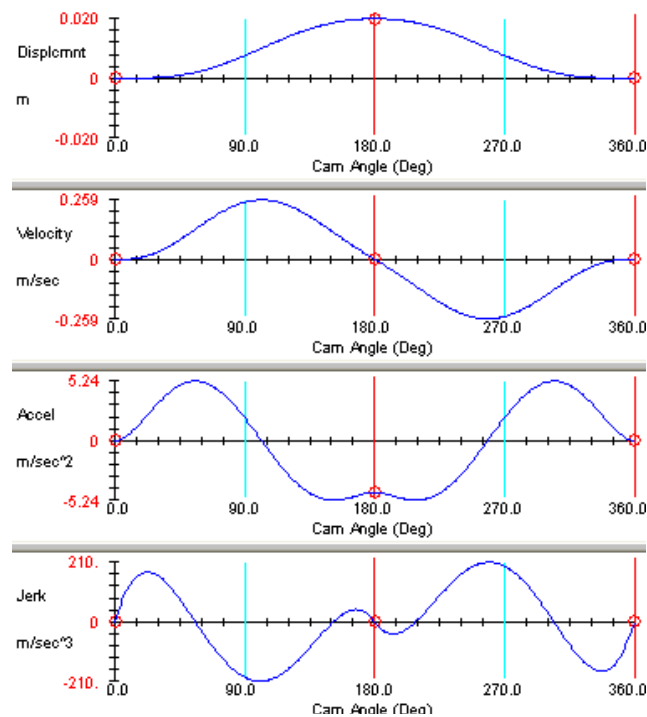 0.020
Displcmnt
0
m
-0.020
0.0 90.0 180.0 270.0 360.0
Cam Angle (Deg)
0.259
Velocity
0
m/sec
-0.259
0.0 90.0 180.0 270.0 360.0
Cam Angle (Deg)
5.24
Accel
0
m/sec^2
-5.24
0.0 90.0 180.0 270.0 360.0
Cam Angle (Deg)
210.
Jerk
0
m/sec^3
-210.
0.0 90.0 180.0 270.0 360.0
Cam Angle (Deg)